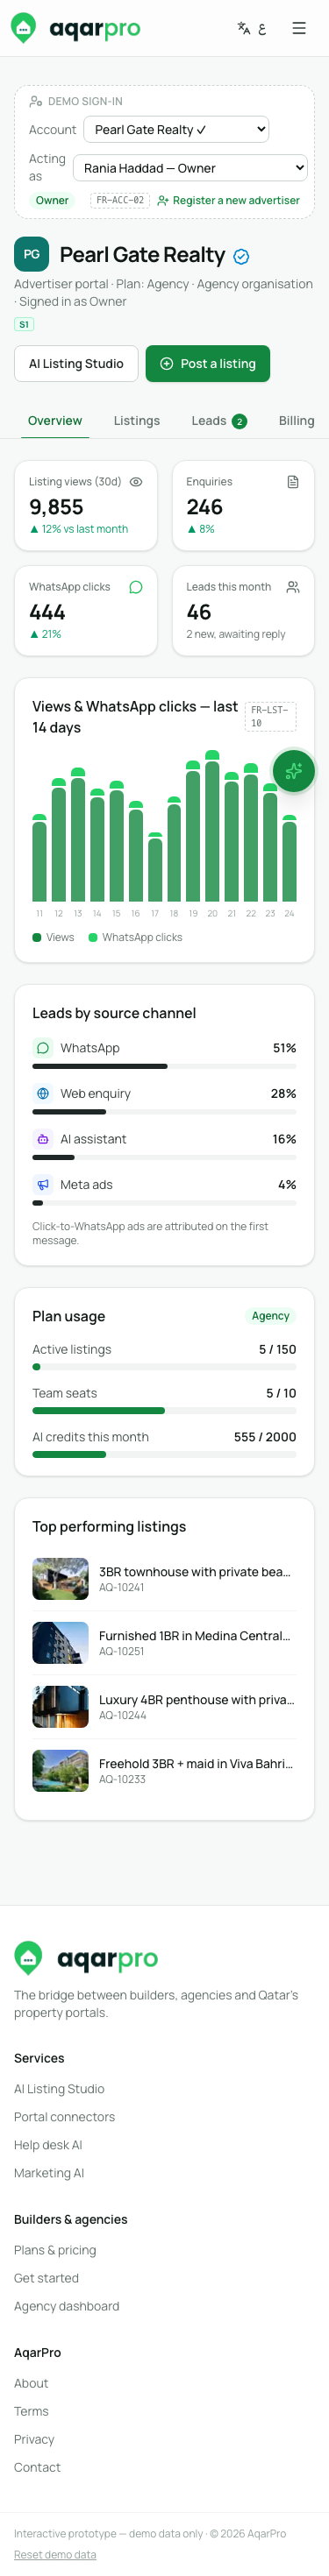 aqarpro
ع
DEMO SIGN-IN
Account
Pearl Gate Realty ✓
Acting as
Rania Haddad — Owner
Owner
FR-ACC-02
Register a new advertiser
PG
Pearl Gate Realty
Advertiser portal · Plan: Agency · Agency organisation
· Signed in as Owner
S1
AI Listing Studio
Post a listing
Overview
Listings
Leads 2
Billing
Listing views (30d)
9,855
▲ 12% vs last month
Enquiries
246
▲ 8%
WhatsApp clicks
444
▲ 21%
Leads this month
46
2 new, awaiting reply
Views & WhatsApp clicks — last
14 days
FR-LST-
10
11 12 13 14 15 16 17 18 19 20 21 22 23 24
Views
WhatsApp clicks
Leads by source channel
WhatsApp 51%
Web enquiry 28%
AI assistant 16%
Meta ads 4%
Click-to-WhatsApp ads are attributed on the first
message.
Plan usage
Agency
Active listings 5 / 150
Team seats 5 / 10
AI credits this month 555 / 2000
Top performing listings
3BR townhouse with private bea...
AQ-10241
Furnished 1BR in Medina Central...
AQ-10251
Luxury 4BR penthouse with priva...
AQ-10244
Freehold 3BR + maid in Viva Bahri...
AQ-10233
aqarpro
The bridge between builders, agencies and Qatar's
property portals.
Services
AI Listing Studio
Portal connectors
Help desk AI
Marketing AI
Builders & agencies
Plans & pricing
Get started
Agency dashboard
AqarPro
About
Terms
Privacy
Contact
Interactive prototype — demo data only · © 2026 AqarPro
Reset demo data